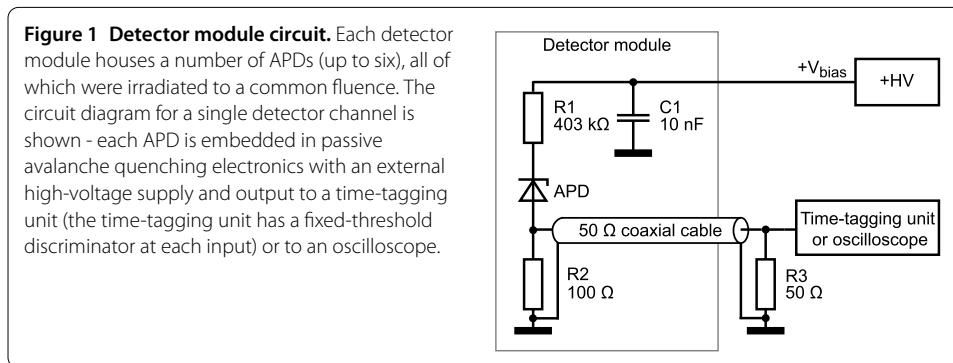 Figure 1 Detector module circuit. Each detector
module houses a number of APDs (up to six), all of
which were irradiated to a common fluence. The
circuit diagram for a single detector channel is
shown - each APD is embedded in passive
avalanche quenching electronics with an external
high-voltage supply and output to a time-tagging
unit (the time-tagging unit has a fixed-threshold
discriminator at each input) or to an oscilloscope.
Detector module
+Vbias
+HV
R1
403 kΩ
C1
10 nF
APD
50 Ω coaxial cable
Time-tagging unit
or oscilloscope
R2
100 Ω
R3
50 Ω